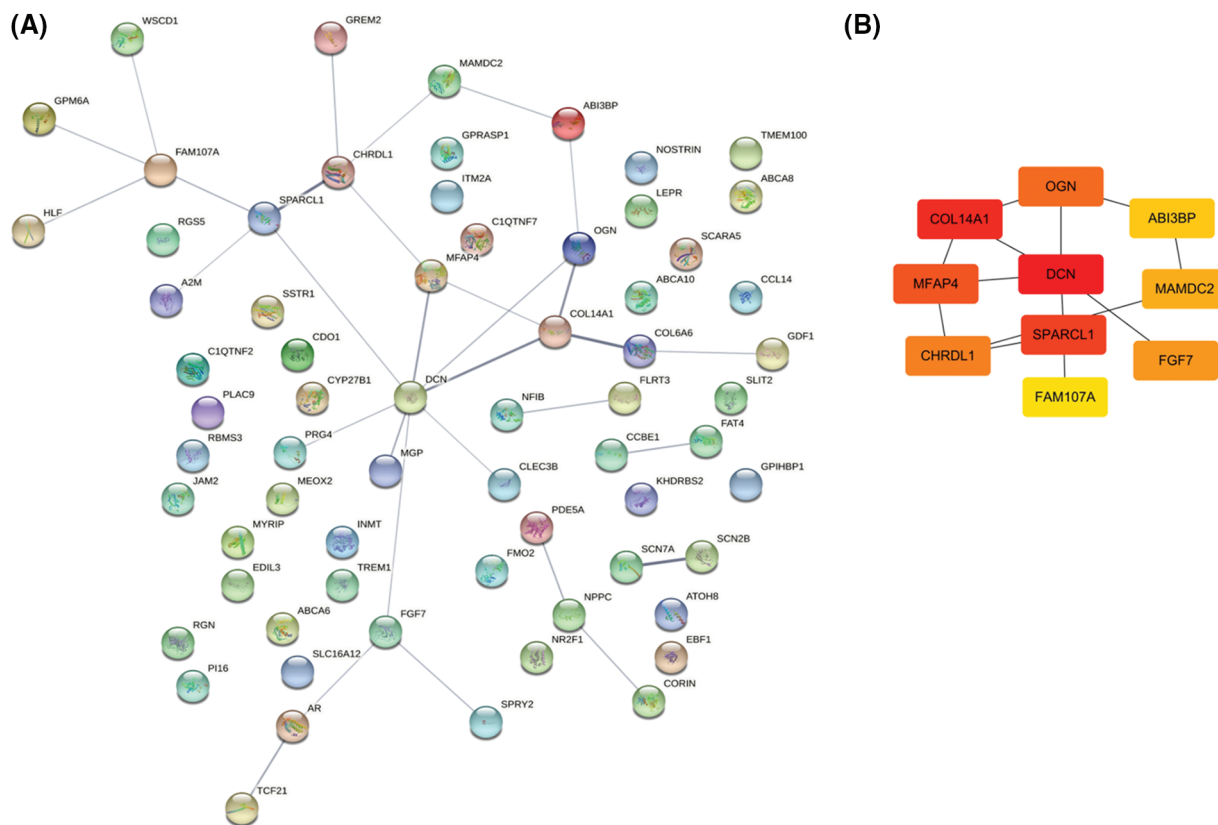 (A)
(B)
WSCD1
GREM2
MAMDC2
GPM6A
ABI3BP
FAM107A
GPRASP1
TMEM100
CHRDL1
NOSTRIN
ITM2A
ABCA8
SPARCL1
LEPR
HLF
RGS5
C1QTNF7
OGN
SCARA5
MFAP4
A2M
ABCA10
CCL14
SSTR1
COL14A1
CDO1
COL6A6
GDF1
C1QTNF2
CYP27B1
DCN
FLRT3
SLIT2
PLAC9
NFIB
FAT4
RBMS3
PRG4
CCBE1
MGP
CLEC3B
GPIHBP1
JAM2
MEOX2
KHDRBS2
MYRIP
INMT
PDE5A
SCN2B
SCN7A
EDIL3
TREM1
FMO2
ABCA6
NPPC
ATOH8
RGN
FGF7
SLC16A12
NR2F1
EBF1
PI16
CORIN
AR
SPRY2
TCF21
OGN
COL14A1
ABI3BP
DCN
MFAP4
MAMDC2
SPARCL1
CHRDL1
FGF7
FAM107A